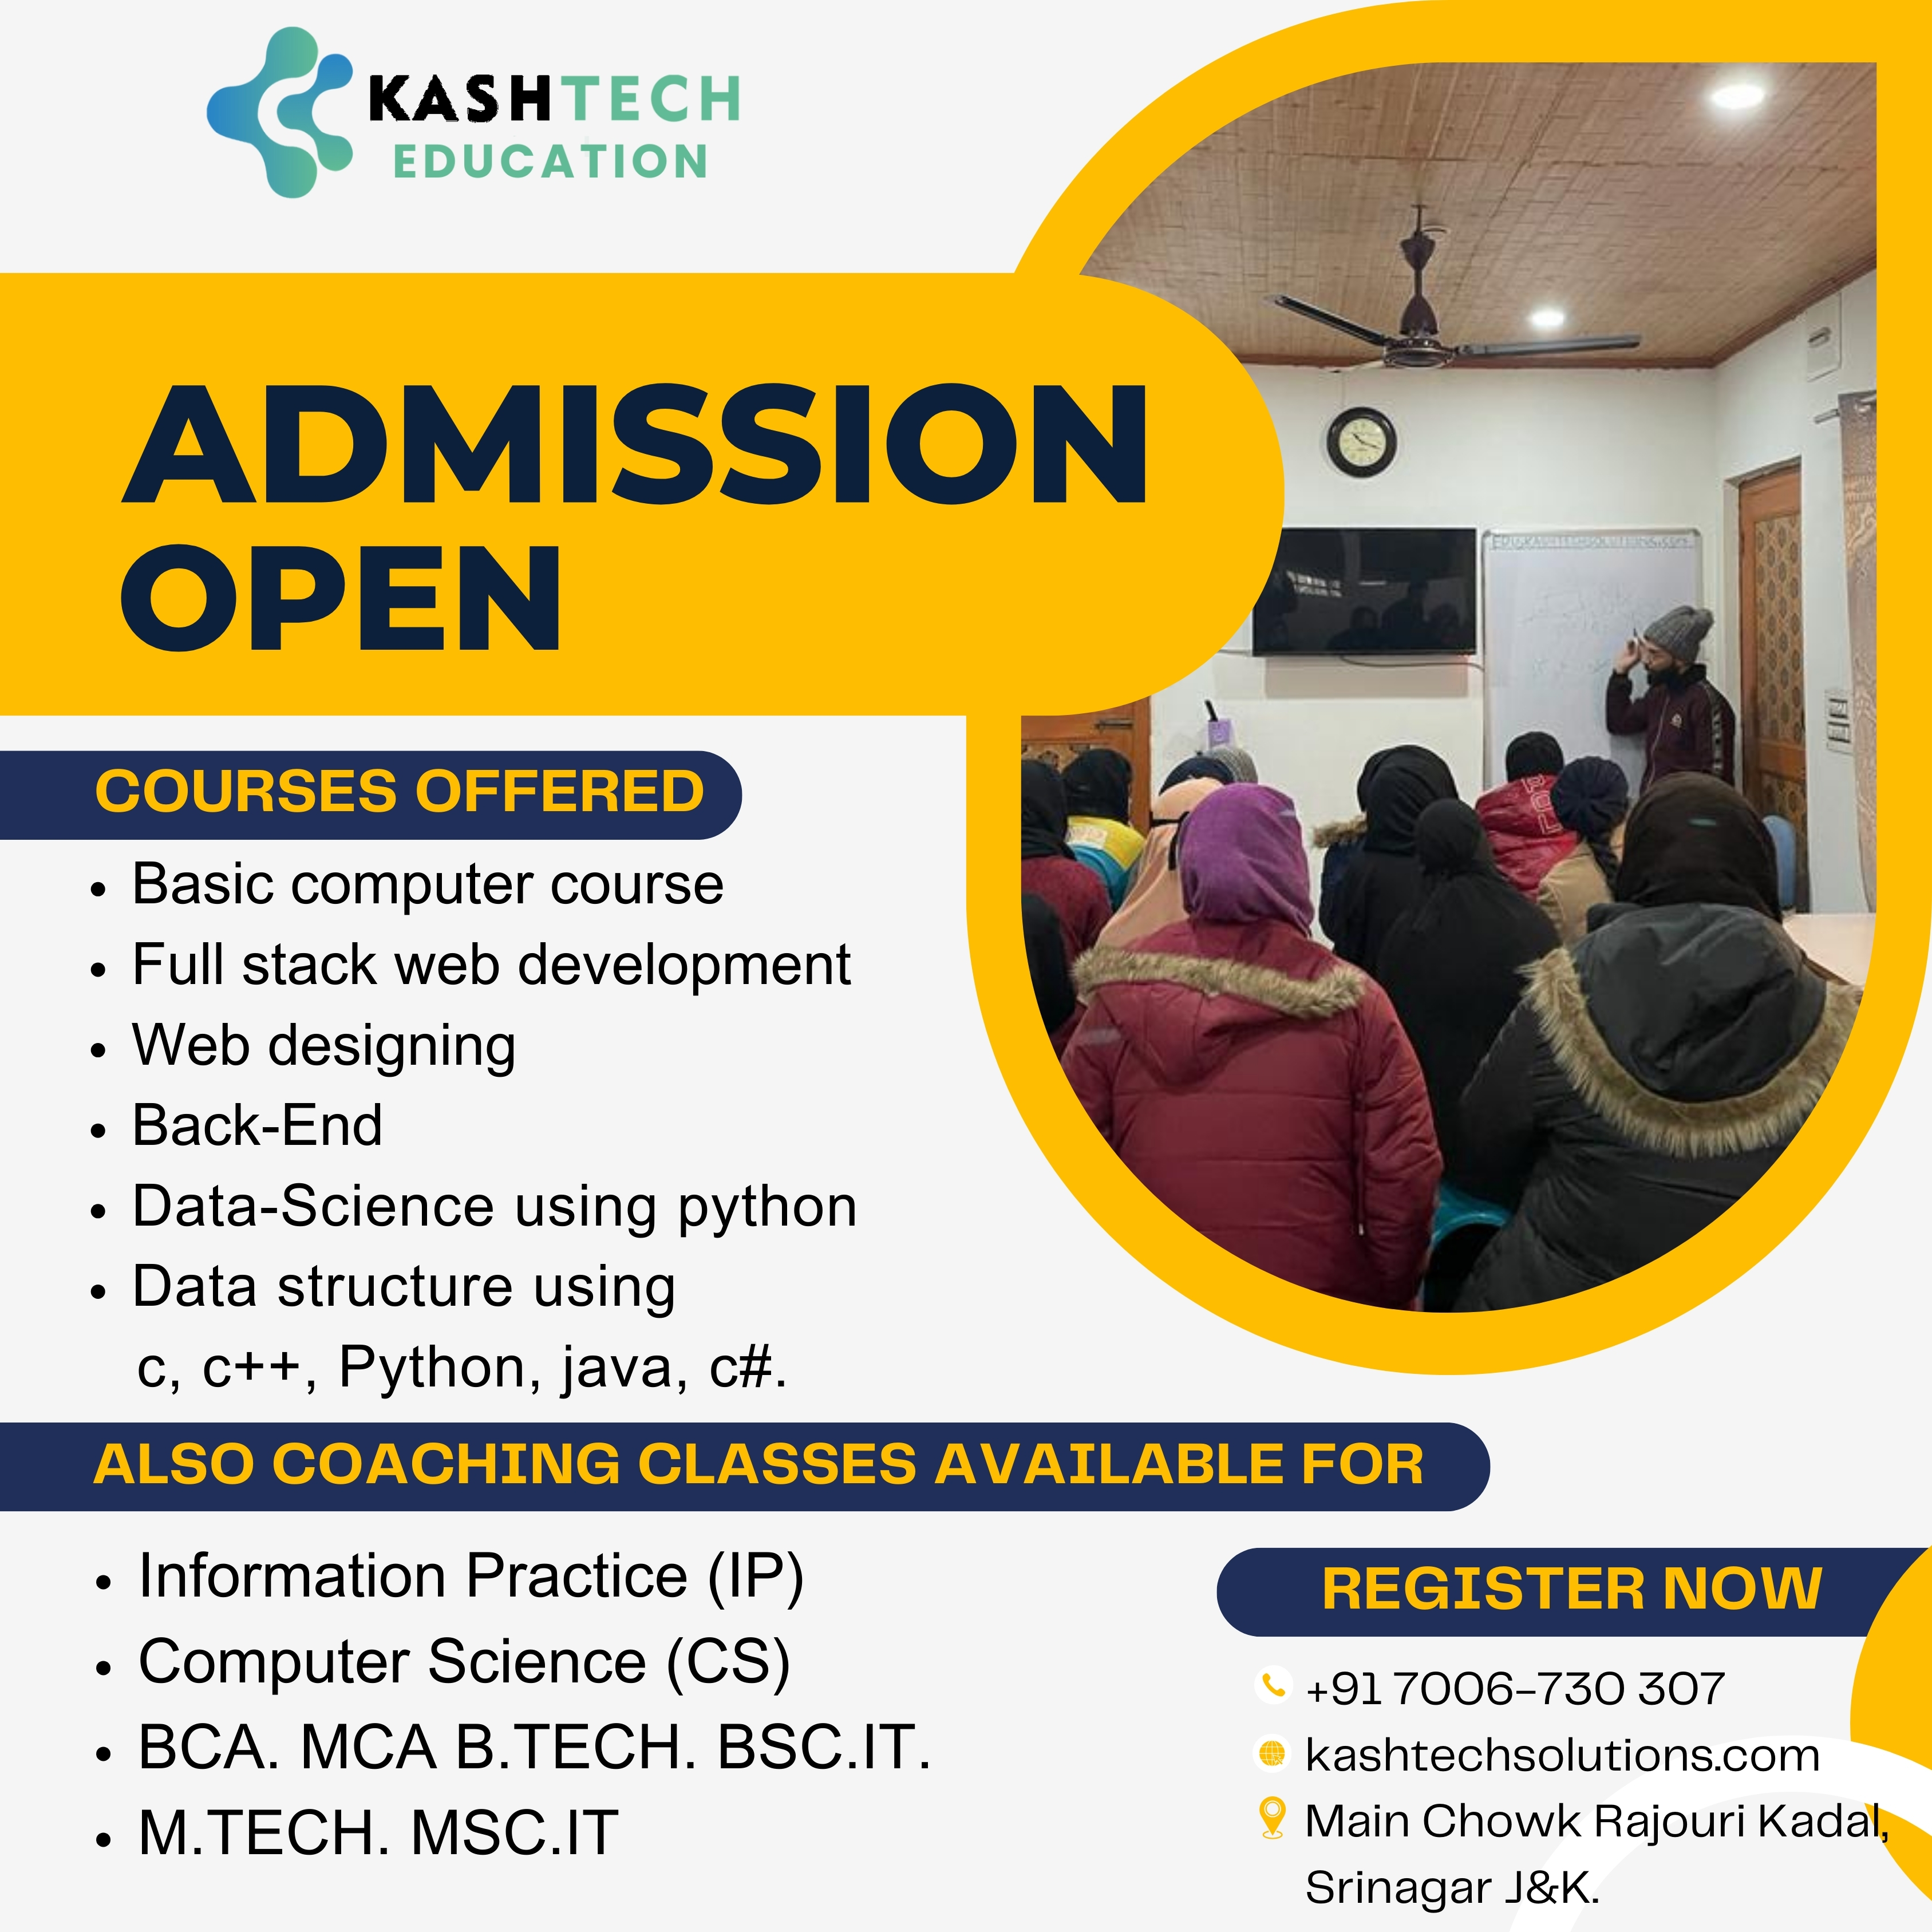 KASHTECH
EDUCATION
ADMISSION
OPEN
COURSES OFFERED
• Basic computer course
• Full stack web development
• Web designing
• Back-End
• Data-Science using python
• Data structure using
c, c++, Python, java, c#.
ALSO COACHING CLASSES AVAILABLE FOR
• Information Practice (IP)
• Computer Science (CS)
• BCA. MCA B.TECH. BSC.IT.
• M.TECH. MSC.IT
REGISTER NOW
+91 7006-730 307
kashtechsolutions.com
Main Chowk Rajouri Kadal,
Srinagar J&K.